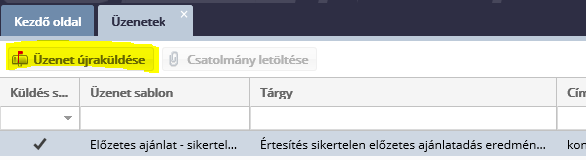 Kezdő oldal Üzenetek
Üzenet újraküldése Csatolmány letöltése
Küldés s... Üzenet sablon Tárgy Cím
Előzetes ajánlat - sikertel... Értesítés sikertelen előzetes ajánlatadás eredmén... kor